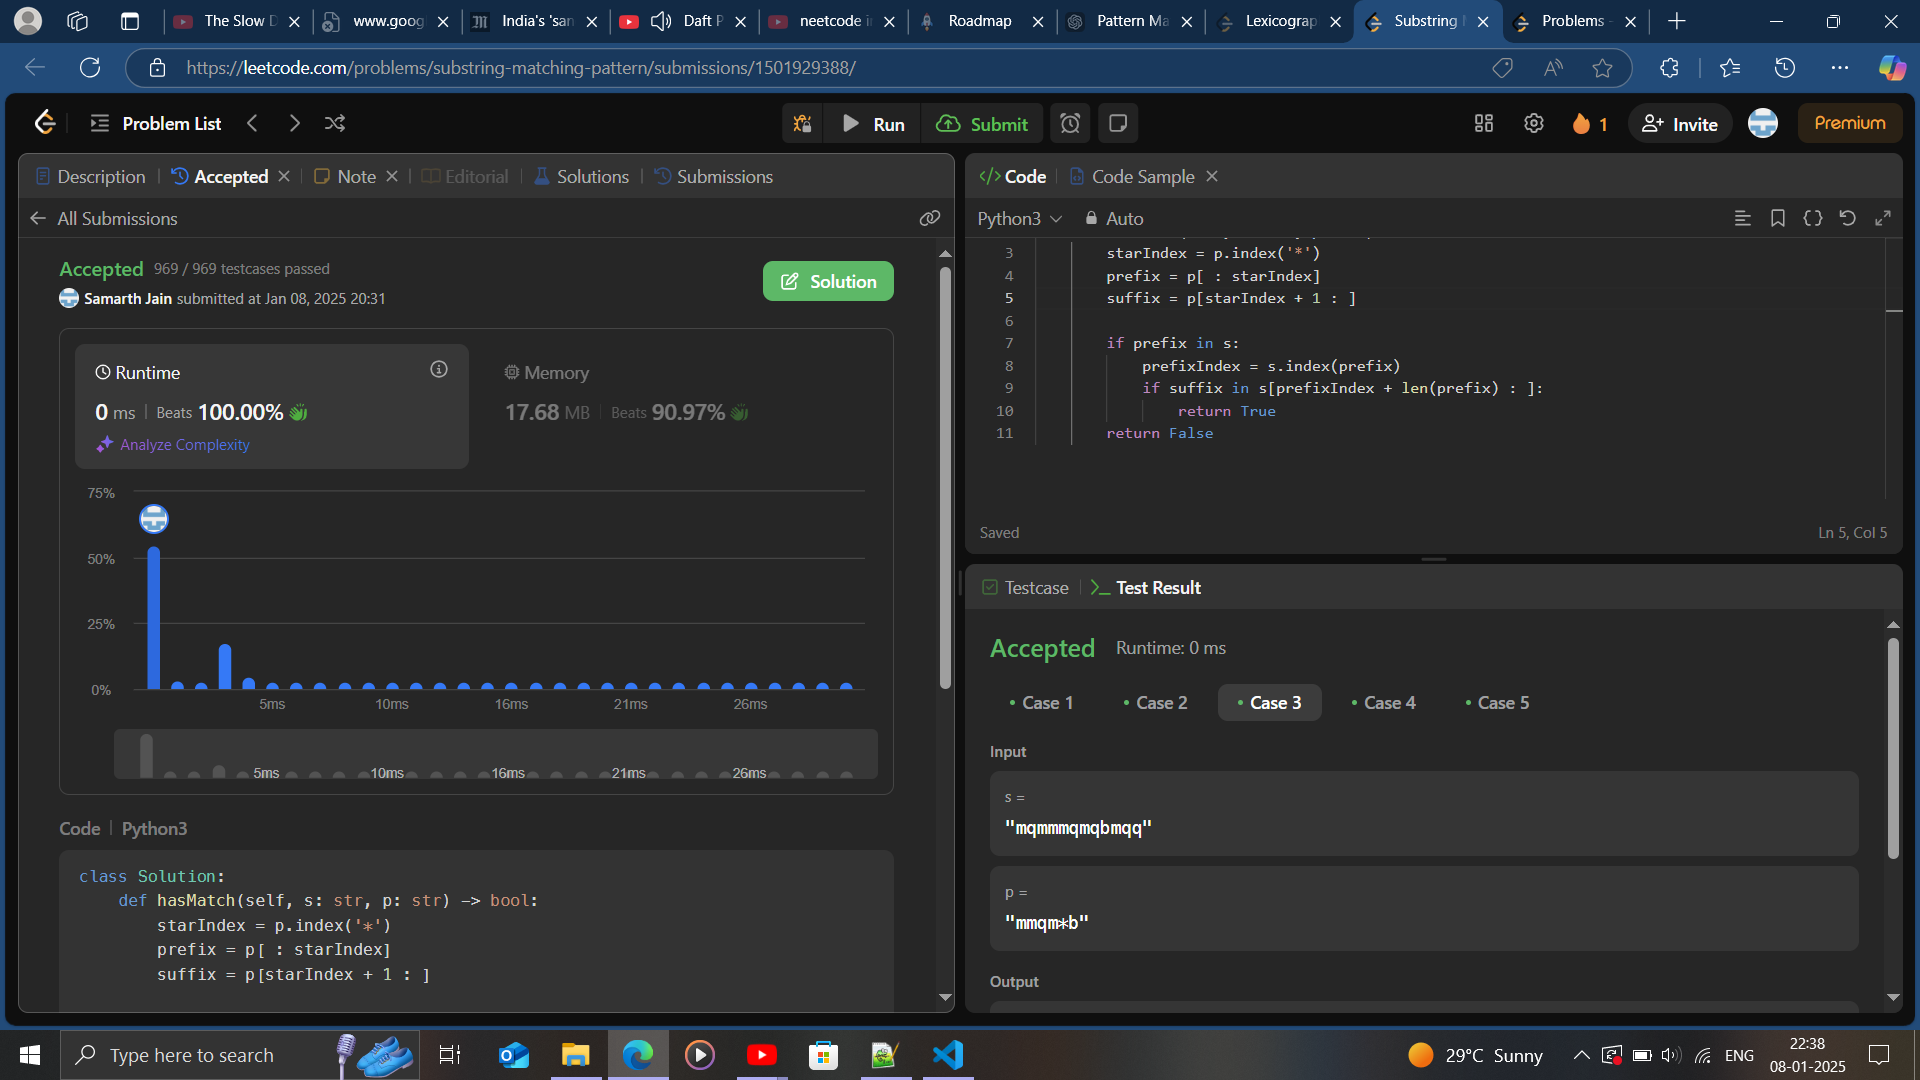 The Slow D
www.goog
India's 'san
Daft P
neetcode i
Roadmap
Pattern Ma
Lexicograp
Substring
Problems
https://leetcode.com/problems/substring-matching-pattern/submissions/1501929388/
Problem List
Run
Submit
1
Invite
Premium
Description
Accepted
Note
Editorial
Solutions
Submissions
All Submissions
Accepted 969 / 969 testcases passed
Samarth Jain submitted at Jan 08, 2025 20:31
Solution
Runtime
0 ms | Beats 100.00%
Analyze Complexity
Memory
17.68 MB | Beats 90.97%
75%
50%
25%
0%
5ms 10ms 16ms 21ms 26ms
5ms 10ms 16ms 21ms 26ms
Code | Python3
class Solution:
    def hasMatch(self, s: str, p: str) -> bool:
        starIndex = p.index('*')
        prefix = p[ : starIndex]
        suffix = p[starIndex + 1 : ]
</> Code
Code Sample
Python3
Auto
3 starIndex = p.index('*')
4 prefix = p[ : starIndex]
5 suffix = p[starIndex + 1 : ]
6
7 if prefix in s:
8     prefixIndex = s.index(prefix)
9     if suffix in s[prefixIndex + len(prefix) : ]:
10         return True
11 return False
Saved
Ln 5, Col 5
Testcase
Test Result
Accepted Runtime: 0 ms
Case 1 Case 2 Case 3 Case 4 Case 5
Input
s =
"mqmmmqmqbmqq"
p =
"mmqm*b"
Output
Type here to search
29°C Sunny
ENG
22:38
08-01-2025